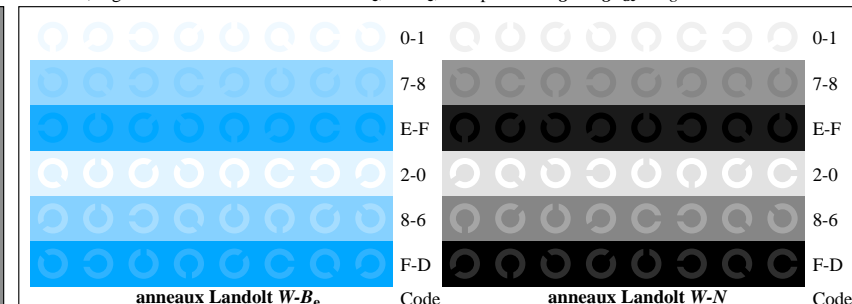 0-1 0-1
7-8 7-8
E-F E-F
2-0 2-0
8-6 8-6
F-D F-D
anneaux Landolt W-Be Code anneaux Landolt W-N Code